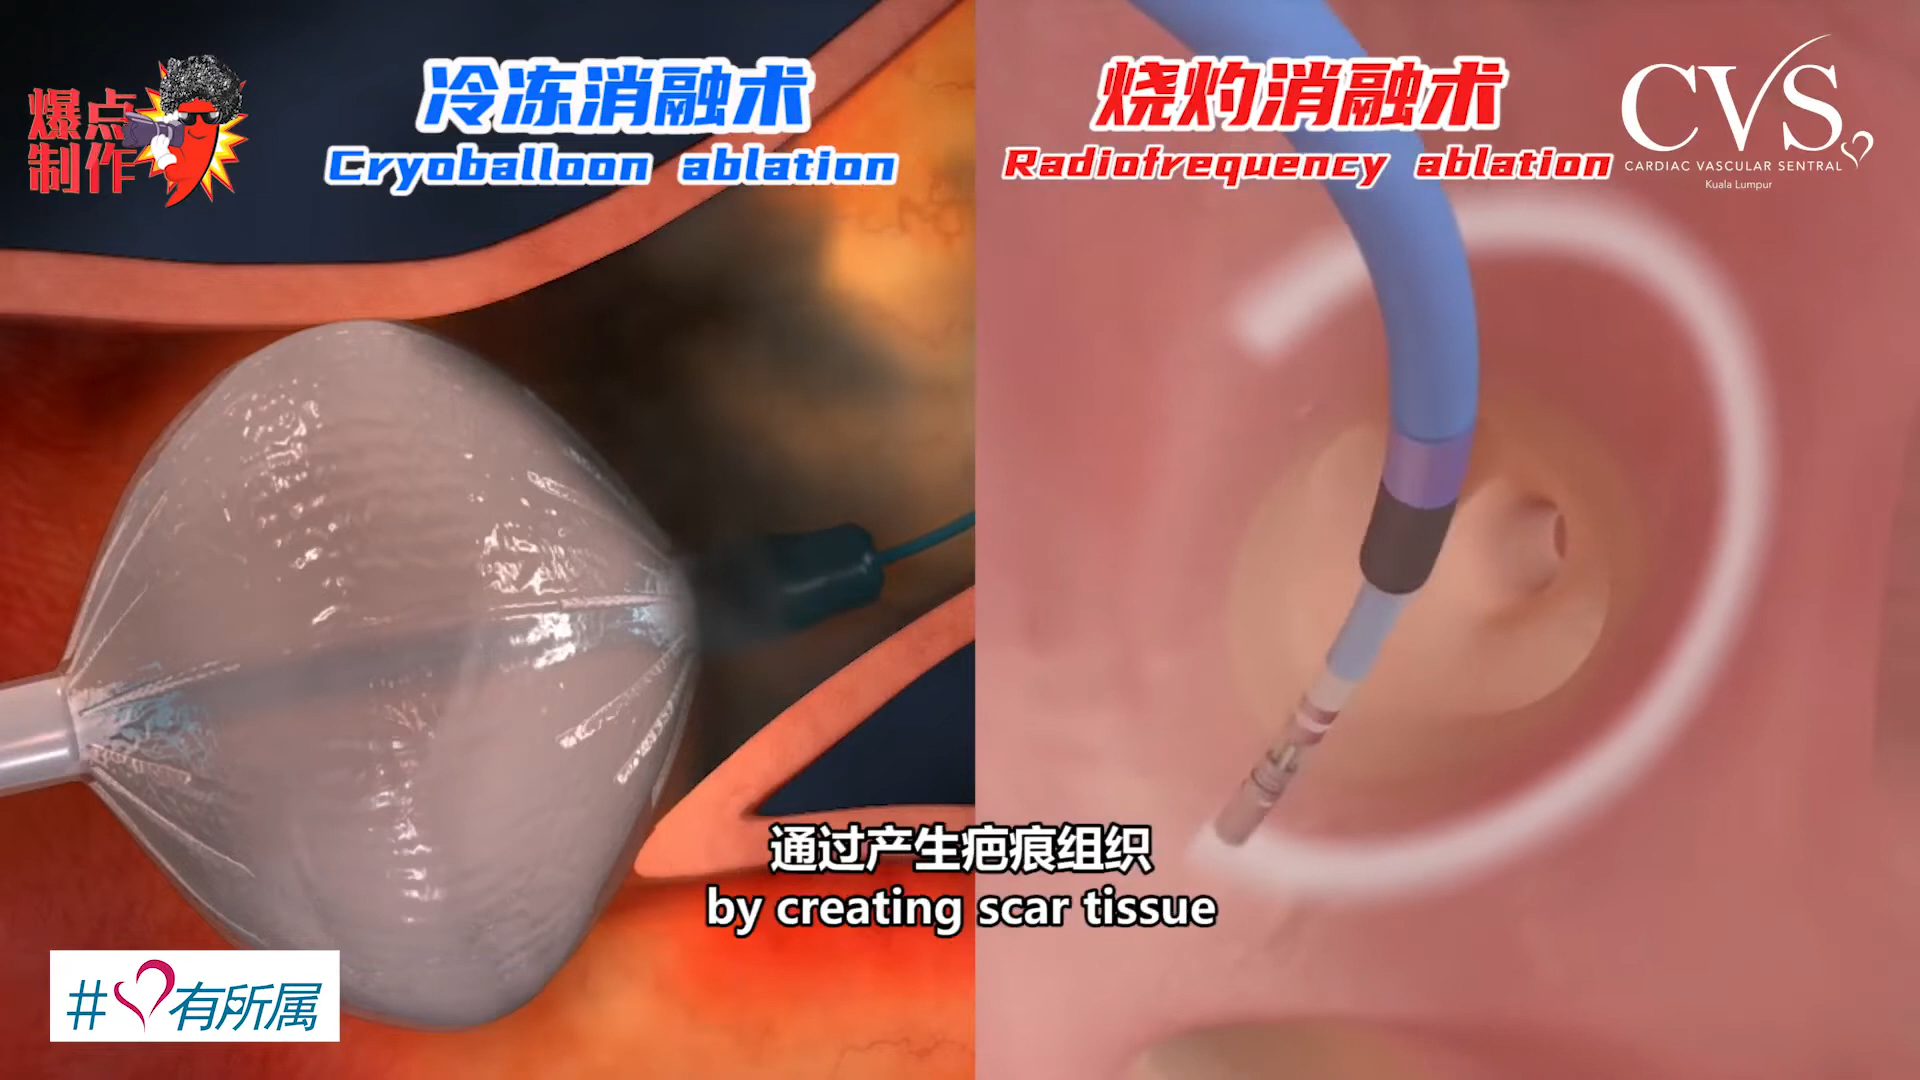 爆点
制作
冷冻消融术
Cryoballoon ablation
烧灼消融术
Radiofrequency ablation
CVS
CARDIAC VASCULAR SENTRAL
Kuala Lumpur
通过产生疤痕组织
by creating scar tissue
#有所属